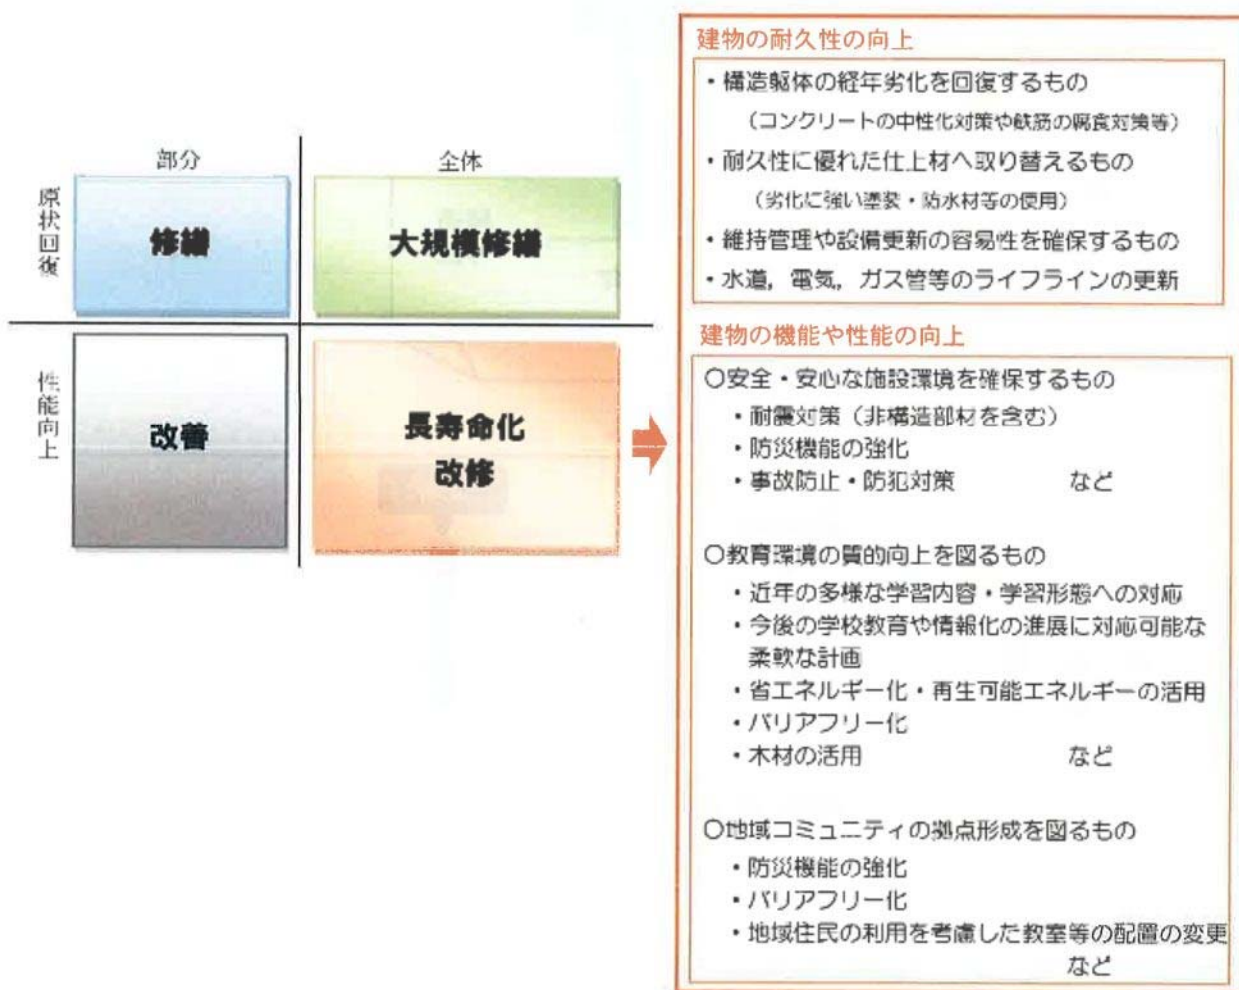 部分
全体
原状回復
修繕
大規模修繕
性能向上
改善
長寿命化
改修
建物の耐久性の向上
・構造躯体の経年劣化を回復するもの
（コンクリートの中性化対策や鉄筋の腐食対策等）
・耐久性に優れた仕上材へ取り替えるもの
（劣化に強い塗装・防水材等の使用）
・維持管理や設備更新の容易性を確保するもの
・水道，電気，ガス管等のライフラインの更新
建物の機能や性能の向上
〇安全・安心な施設環境を確保するもの
・耐震対策（非構造部材を含む）
・防災機能の強化
・事故防止・防犯対策　など
〇教育環境の質的向上を図るもの
・近年の多様な学習内容・学習形態への対応
・今後の学校教育や情報化の進展に対応可能な
柔軟な計画
・省エネルギー化・再生可能エネルギーの活用
・バリアフリー化
・木材の活用　など
〇地域コミュニティの拠点形成を図るもの
・防災機能の強化
・バリアフリー化
・地域住民の利用を考慮した教室等の配置の変更
など